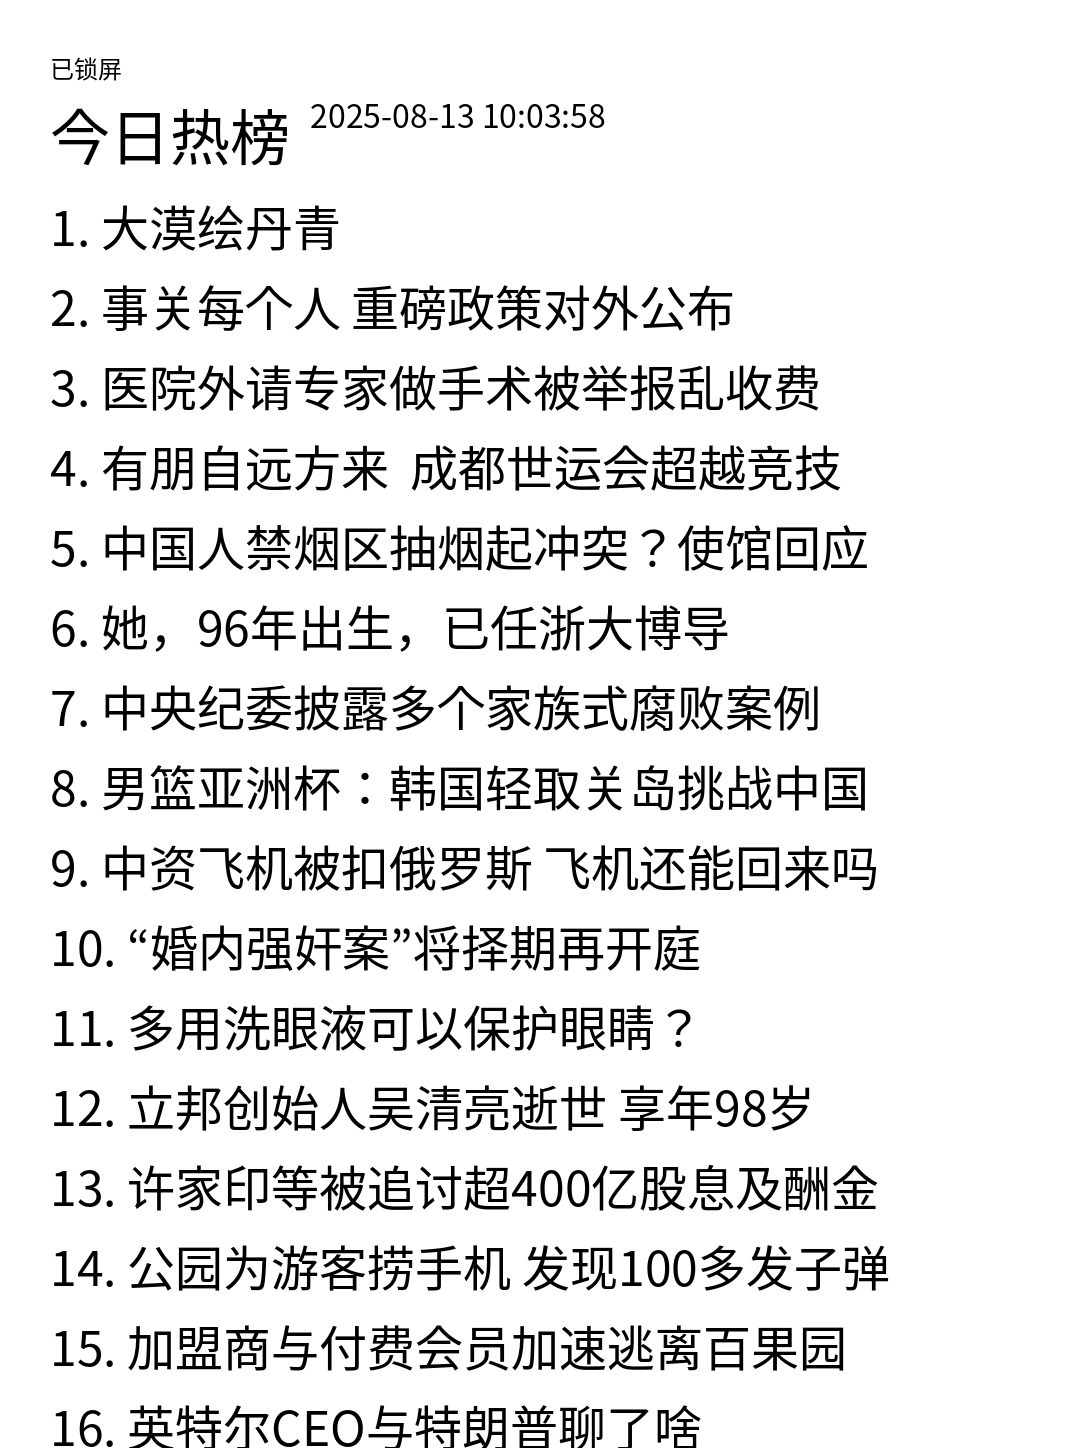 已锁屏
今日热榜 2025-08-13 10:03:58
1. 大漠绘丹青
2. 事关每个人 重磅政策对外公布
3. 医院外请专家做手术被举报乱收费
4. 有朋自远方来  成都世运会超越竞技
5. 中国人禁烟区抽烟起冲突？使馆回应
6. 她，96年出生，已任浙大博导
7. 中央纪委披露多个家族式腐败案例
8. 男篮亚洲杯：韩国轻取关岛挑战中国
9. 中资飞机被扣俄罗斯 飞机还能回来吗
10. “婚内强奸案”将择期再开庭
11. 多用洗眼液可以保护眼睛？
12. 立邦创始人吴清亮逝世 享年98岁
13. 许家印等被追讨超400亿股息及酬金
14. 公园为游客捞手机 发现100多发子弹
15. 加盟商与付费会员加速逃离百果园
16. 英特尔CEO与特朗普聊了啥